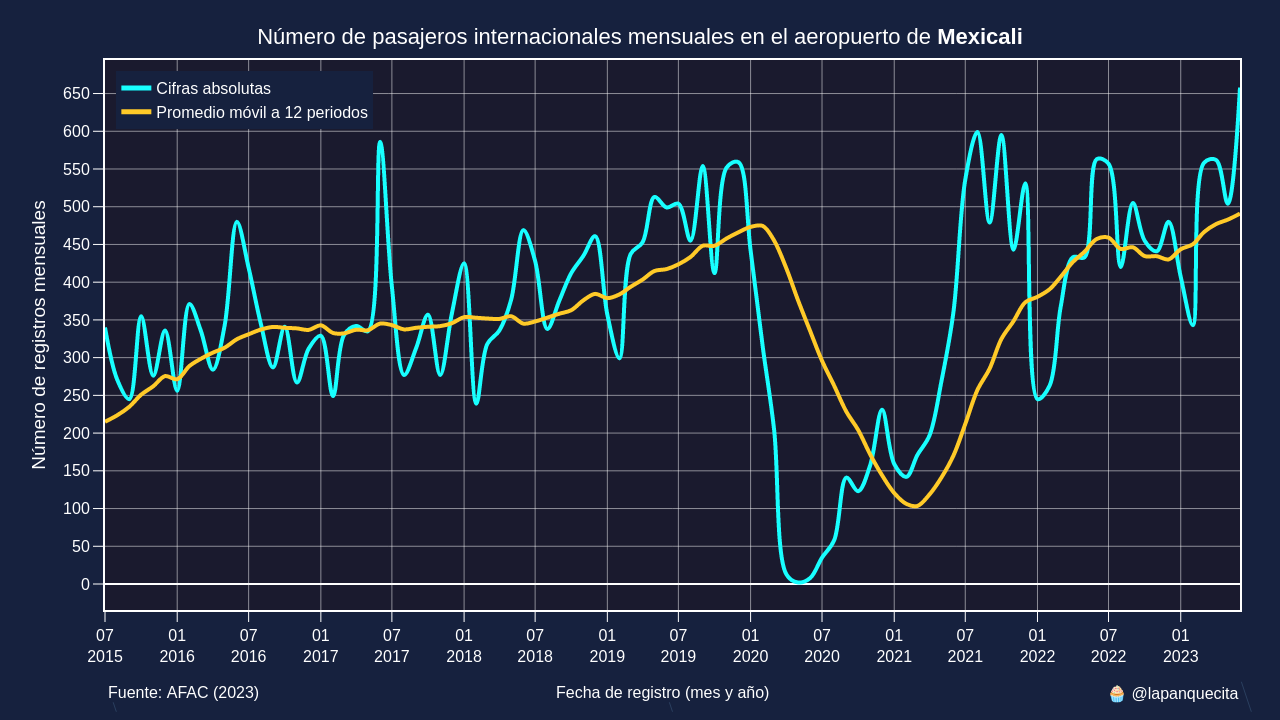 Número de pasajeros internacionales mensuales en el aeropuerto de Mexicali
Cifras absolutas
Promedio móvil a 12 periodos
Número de registros mensuales
650
600
550
500
450
400
350
300
250
200
150
100
50
0
07 01 07 01 07 01 07 01 07 01 07 01 07 01 07 01
2015 2016 2016 2017 2017 2018 2018 2019 2019 2020 2020 2021 2021 2022 2022 2023
Fuente: AFAC (2023)
Fecha de registro (mes y año)
🧁 @lapanquecita